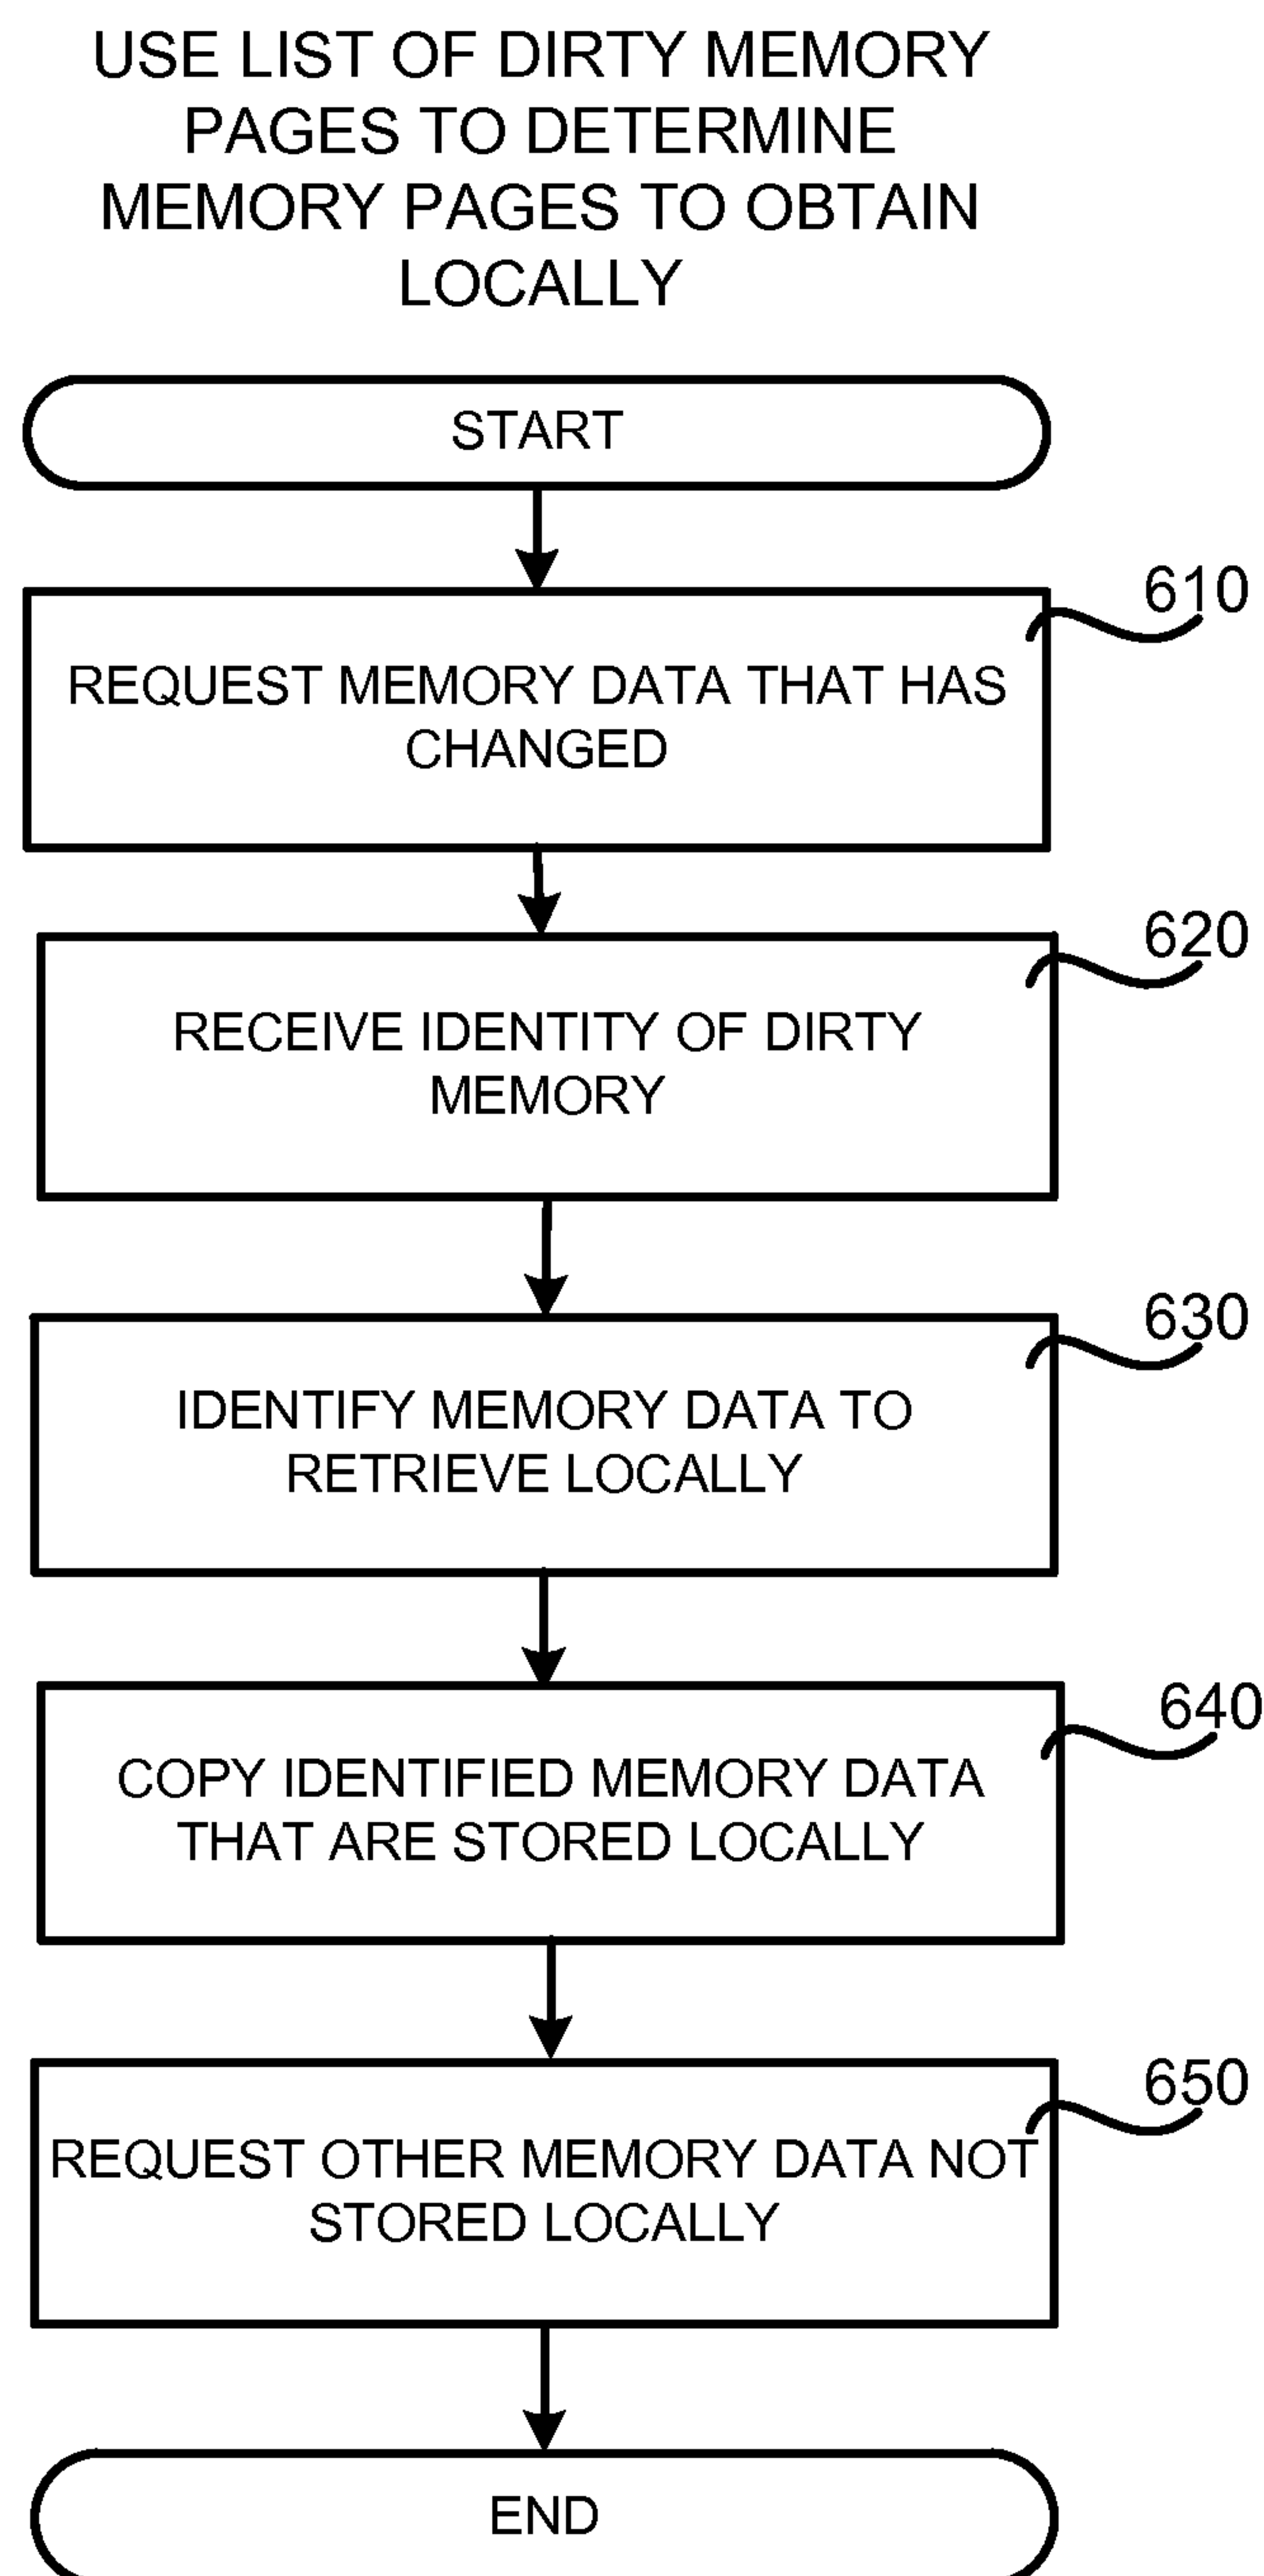 USE LIST OF DIRTY MEMORY
PAGES TO DETERMINE
MEMORY PAGES TO OBTAIN
LOCALLY
START
610
REQUEST MEMORY DATA THAT HAS
CHANGED
620
RECEIVE IDENTITY OF DIRTY
MEMORY
630
IDENTIFY MEMORY DATA TO
RETRIEVE LOCALLY
640
COPY IDENTIFIED MEMORY DATA
THAT ARE STORED LOCALLY
650
REQUEST OTHER MEMORY DATA NOT
STORED LOCALLY
END